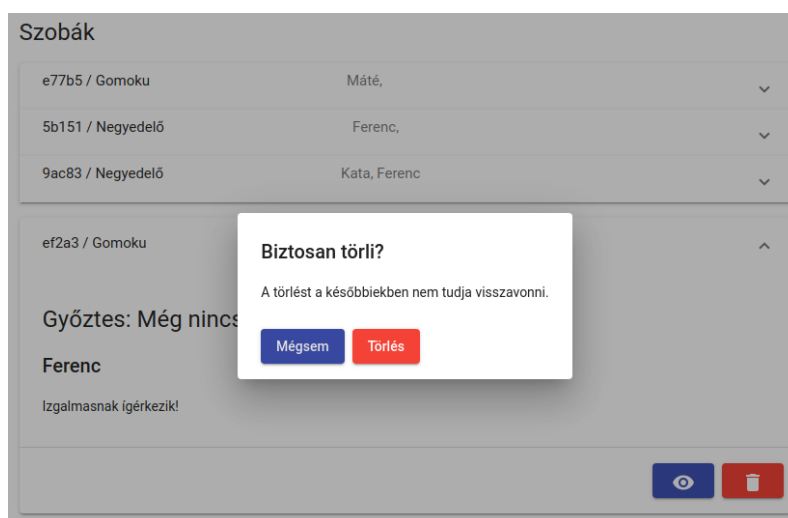 Szobák
e77b5 / Gomoku Máté,
5b151 / Negyedelő Ferenc,
9ac83 / Negyedelő Kata, Ferenc
ef2a3 / Gomoku
Biztosan törli?
A törlést a későbbiekben nem tudja visszavonni.
Győztes: Még nincs
Mégsem Törlés
Ferenc
Izgalmasnak ígérkezik!